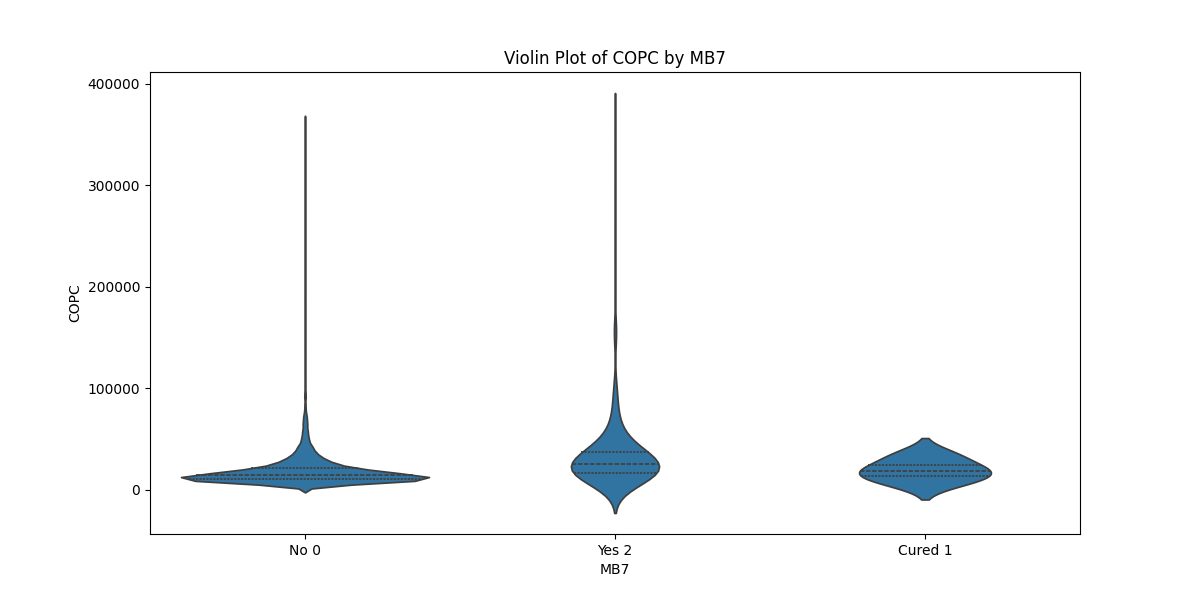 Violin Plot of COPC by MB7
400000
300000
200000
100000
0
COPC
No 0
Yes 2
Cured 1
MB7